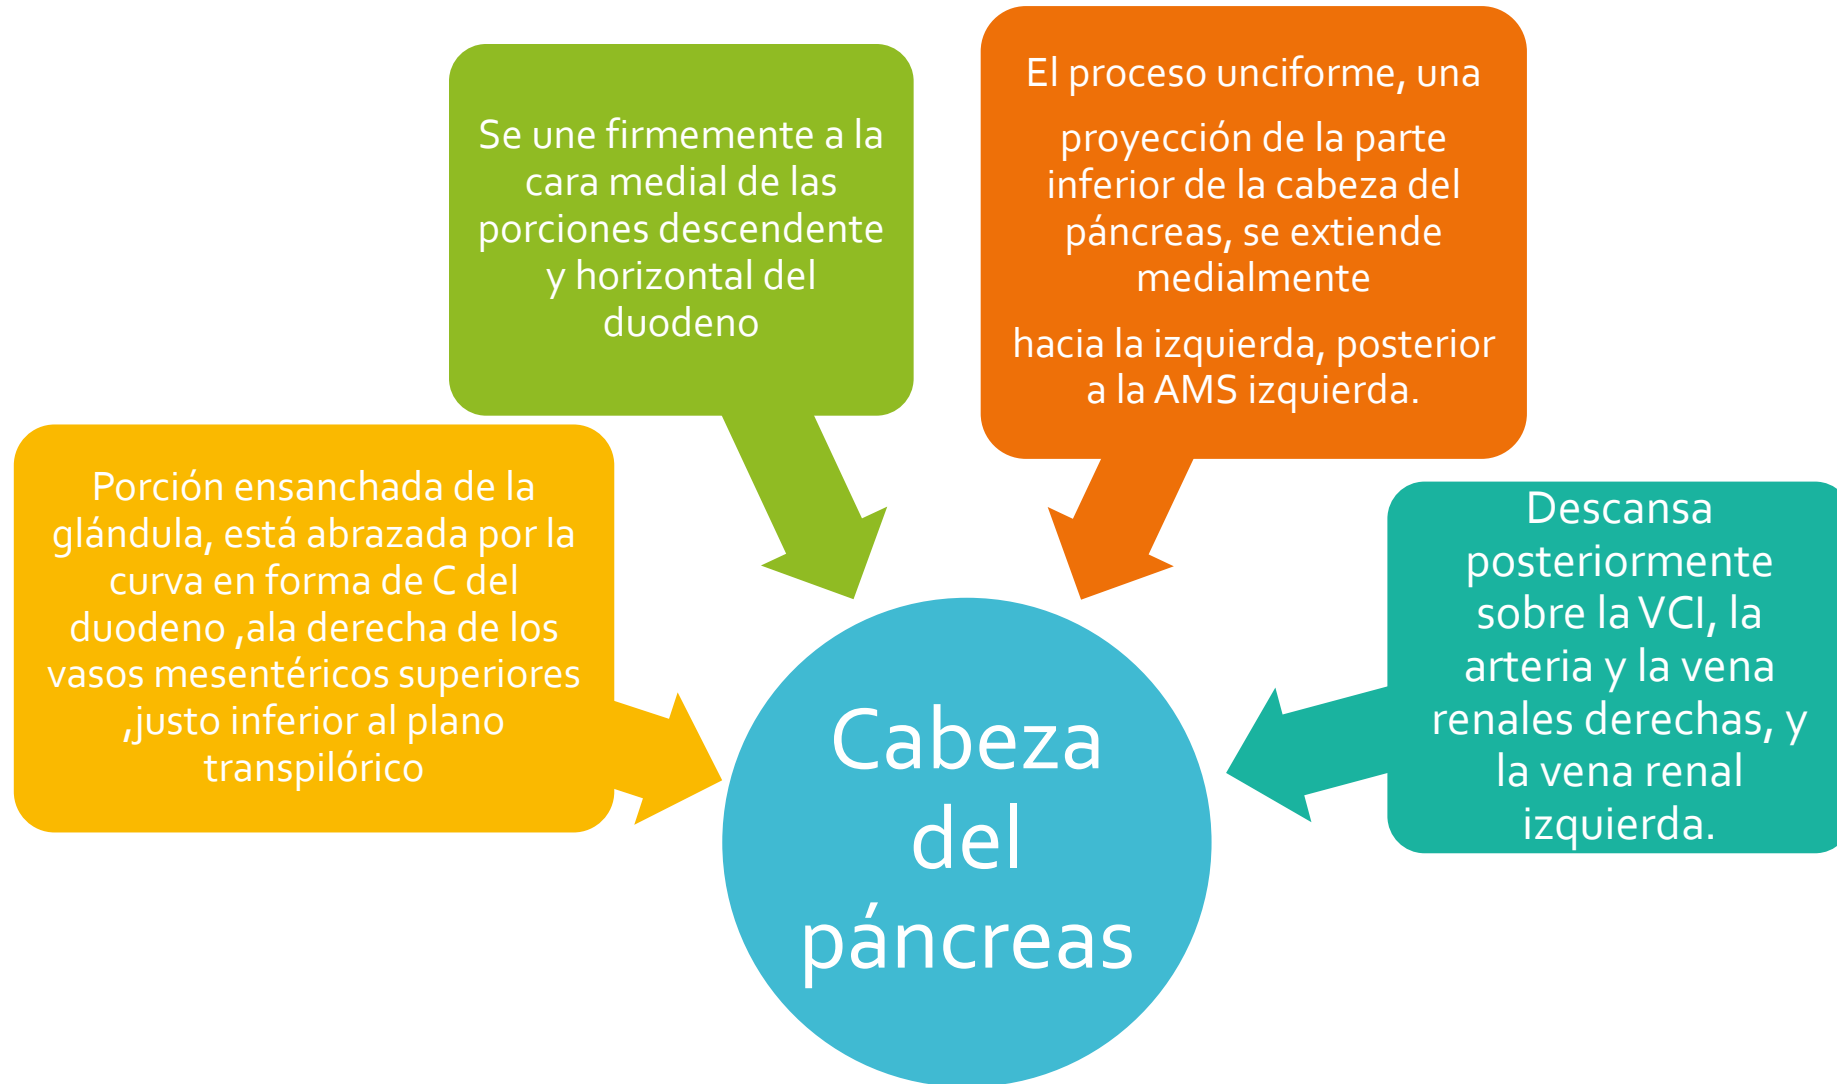 Porción ensanchada de la
glándula, está abrazada por la
curva en forma de C del
duodeno ,ala derecha de los
vasos mesentéricos superiores
,justo inferior al plano
transpilórico
Se une firmemente a la
cara medial de las
porciones descendente
y horizontal del
duodeno
El proceso unciforme, una
proyección de la parte
inferior de la cabeza del
páncreas, se extiende
medialmente
hacia la izquierda, posterior
a la AMS izquierda.
Descansa
posteriormente
sobre la VCI, la
arteria y la vena
renales derechas, y
la vena renal
izquierda.
Cabeza
del
páncreas